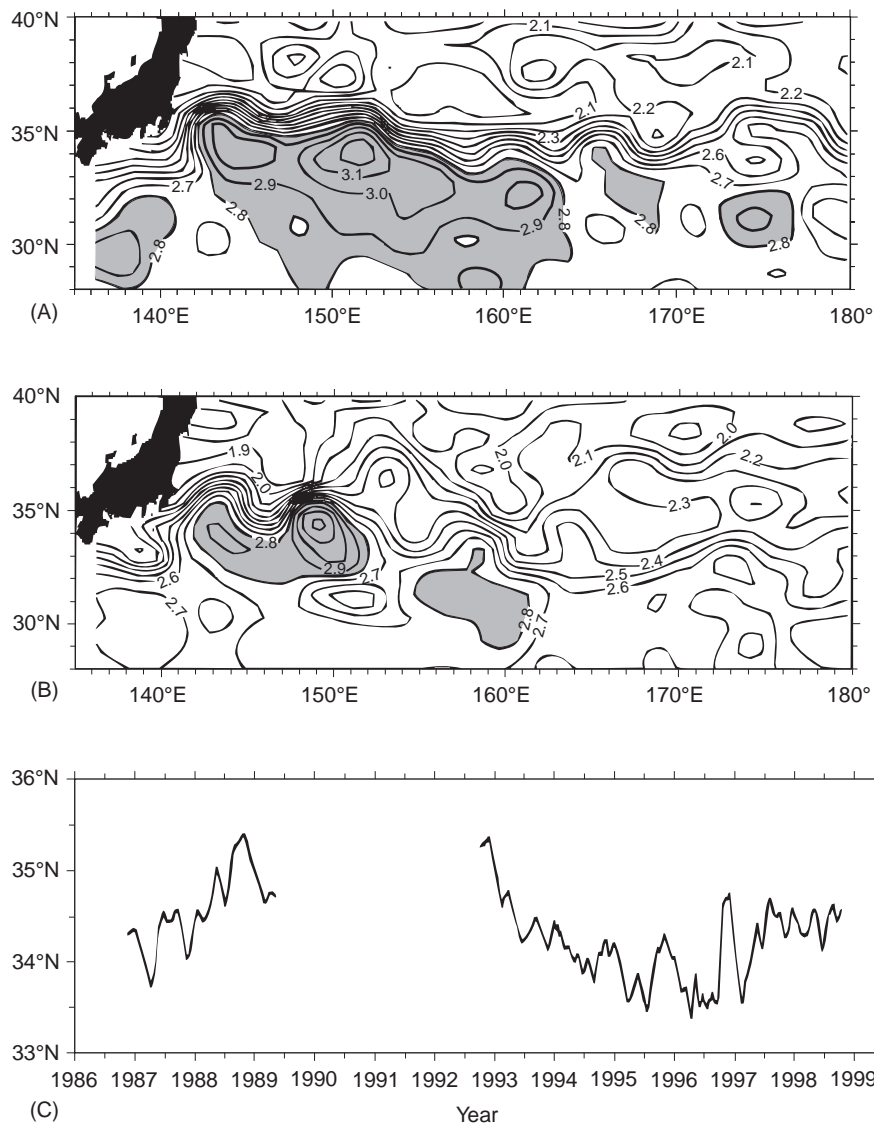 40°N
35°N
30°N
2.1
2.1
2.1
2.2
2.2
2.3
2.6
2.7
2.7
3.1
2.9
3.0
2.9
2.8
2.8
2.8
2.8
2.8
(A)
140°E 150°E 160°E 170°E 180°
40°N
35°N
30°N
1.9
2.0
2.0
2.0
2.1
2.2
2.3
2.8
2.9
2.7
2.6
2.7
2.4
2.5
2.6
2.8
2.7
(B)
140°E 150°E 160°E 170°E 180°
36°N
35°N
34°N
33°N
1986 1987 1988 1989 1990 1991 1992 1993 1994 1995 1996 1997 1998 1999
(C)
Year